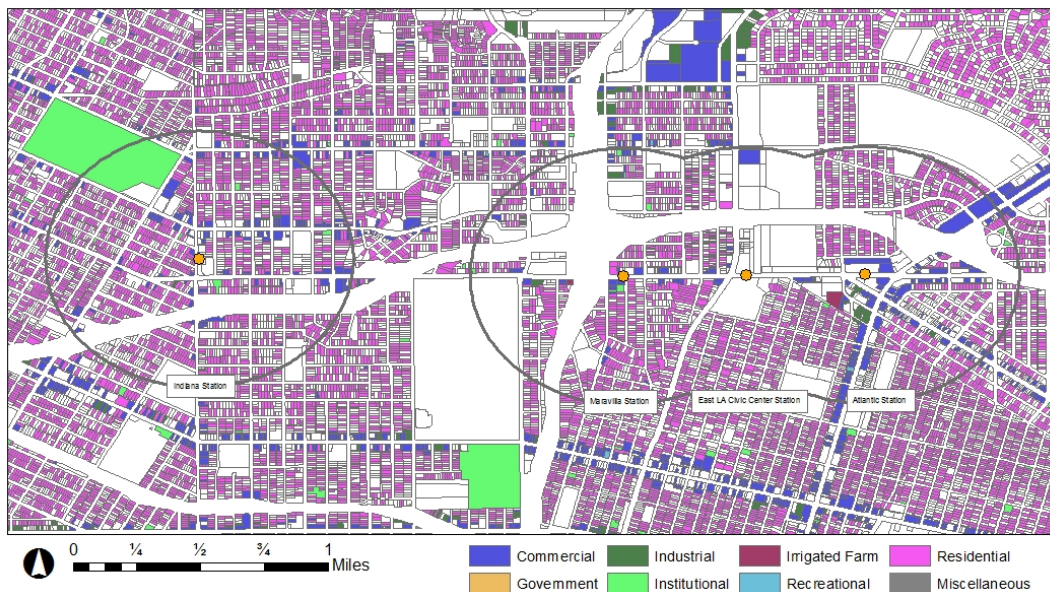 Indiana Station
Maravilla Station
East LA Civic Center Station
Atlantic Station
0 ¼ ½ ¾ 1
Miles
Commercial Industrial Irrigated Farm Residential
Government Institutional Recreational Miscellaneous